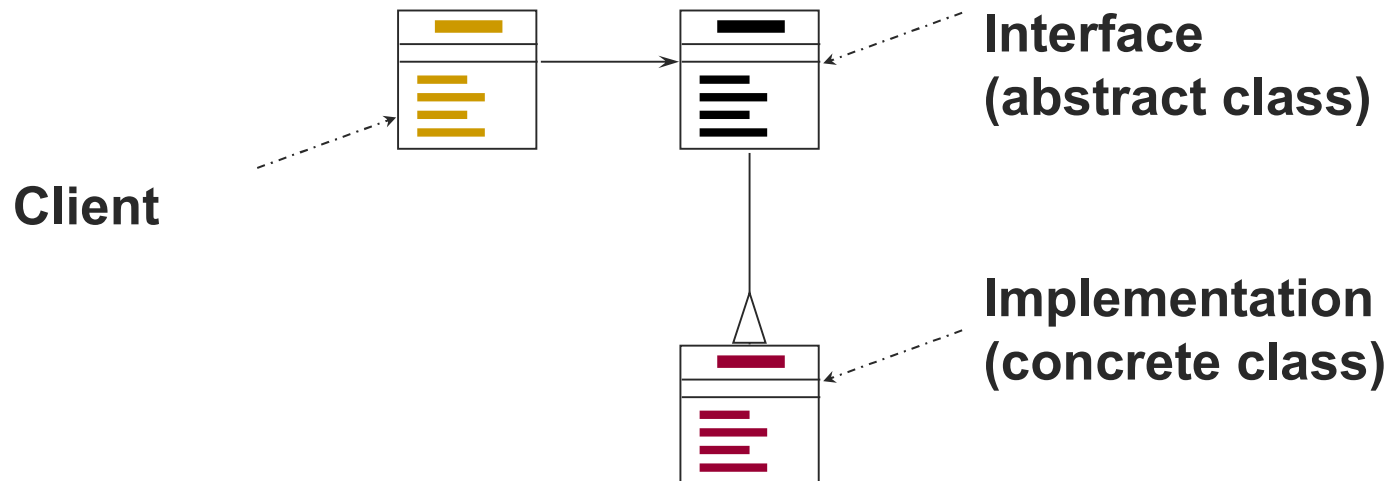 Interface
(abstract class)
Client
Implementation
(concrete class)